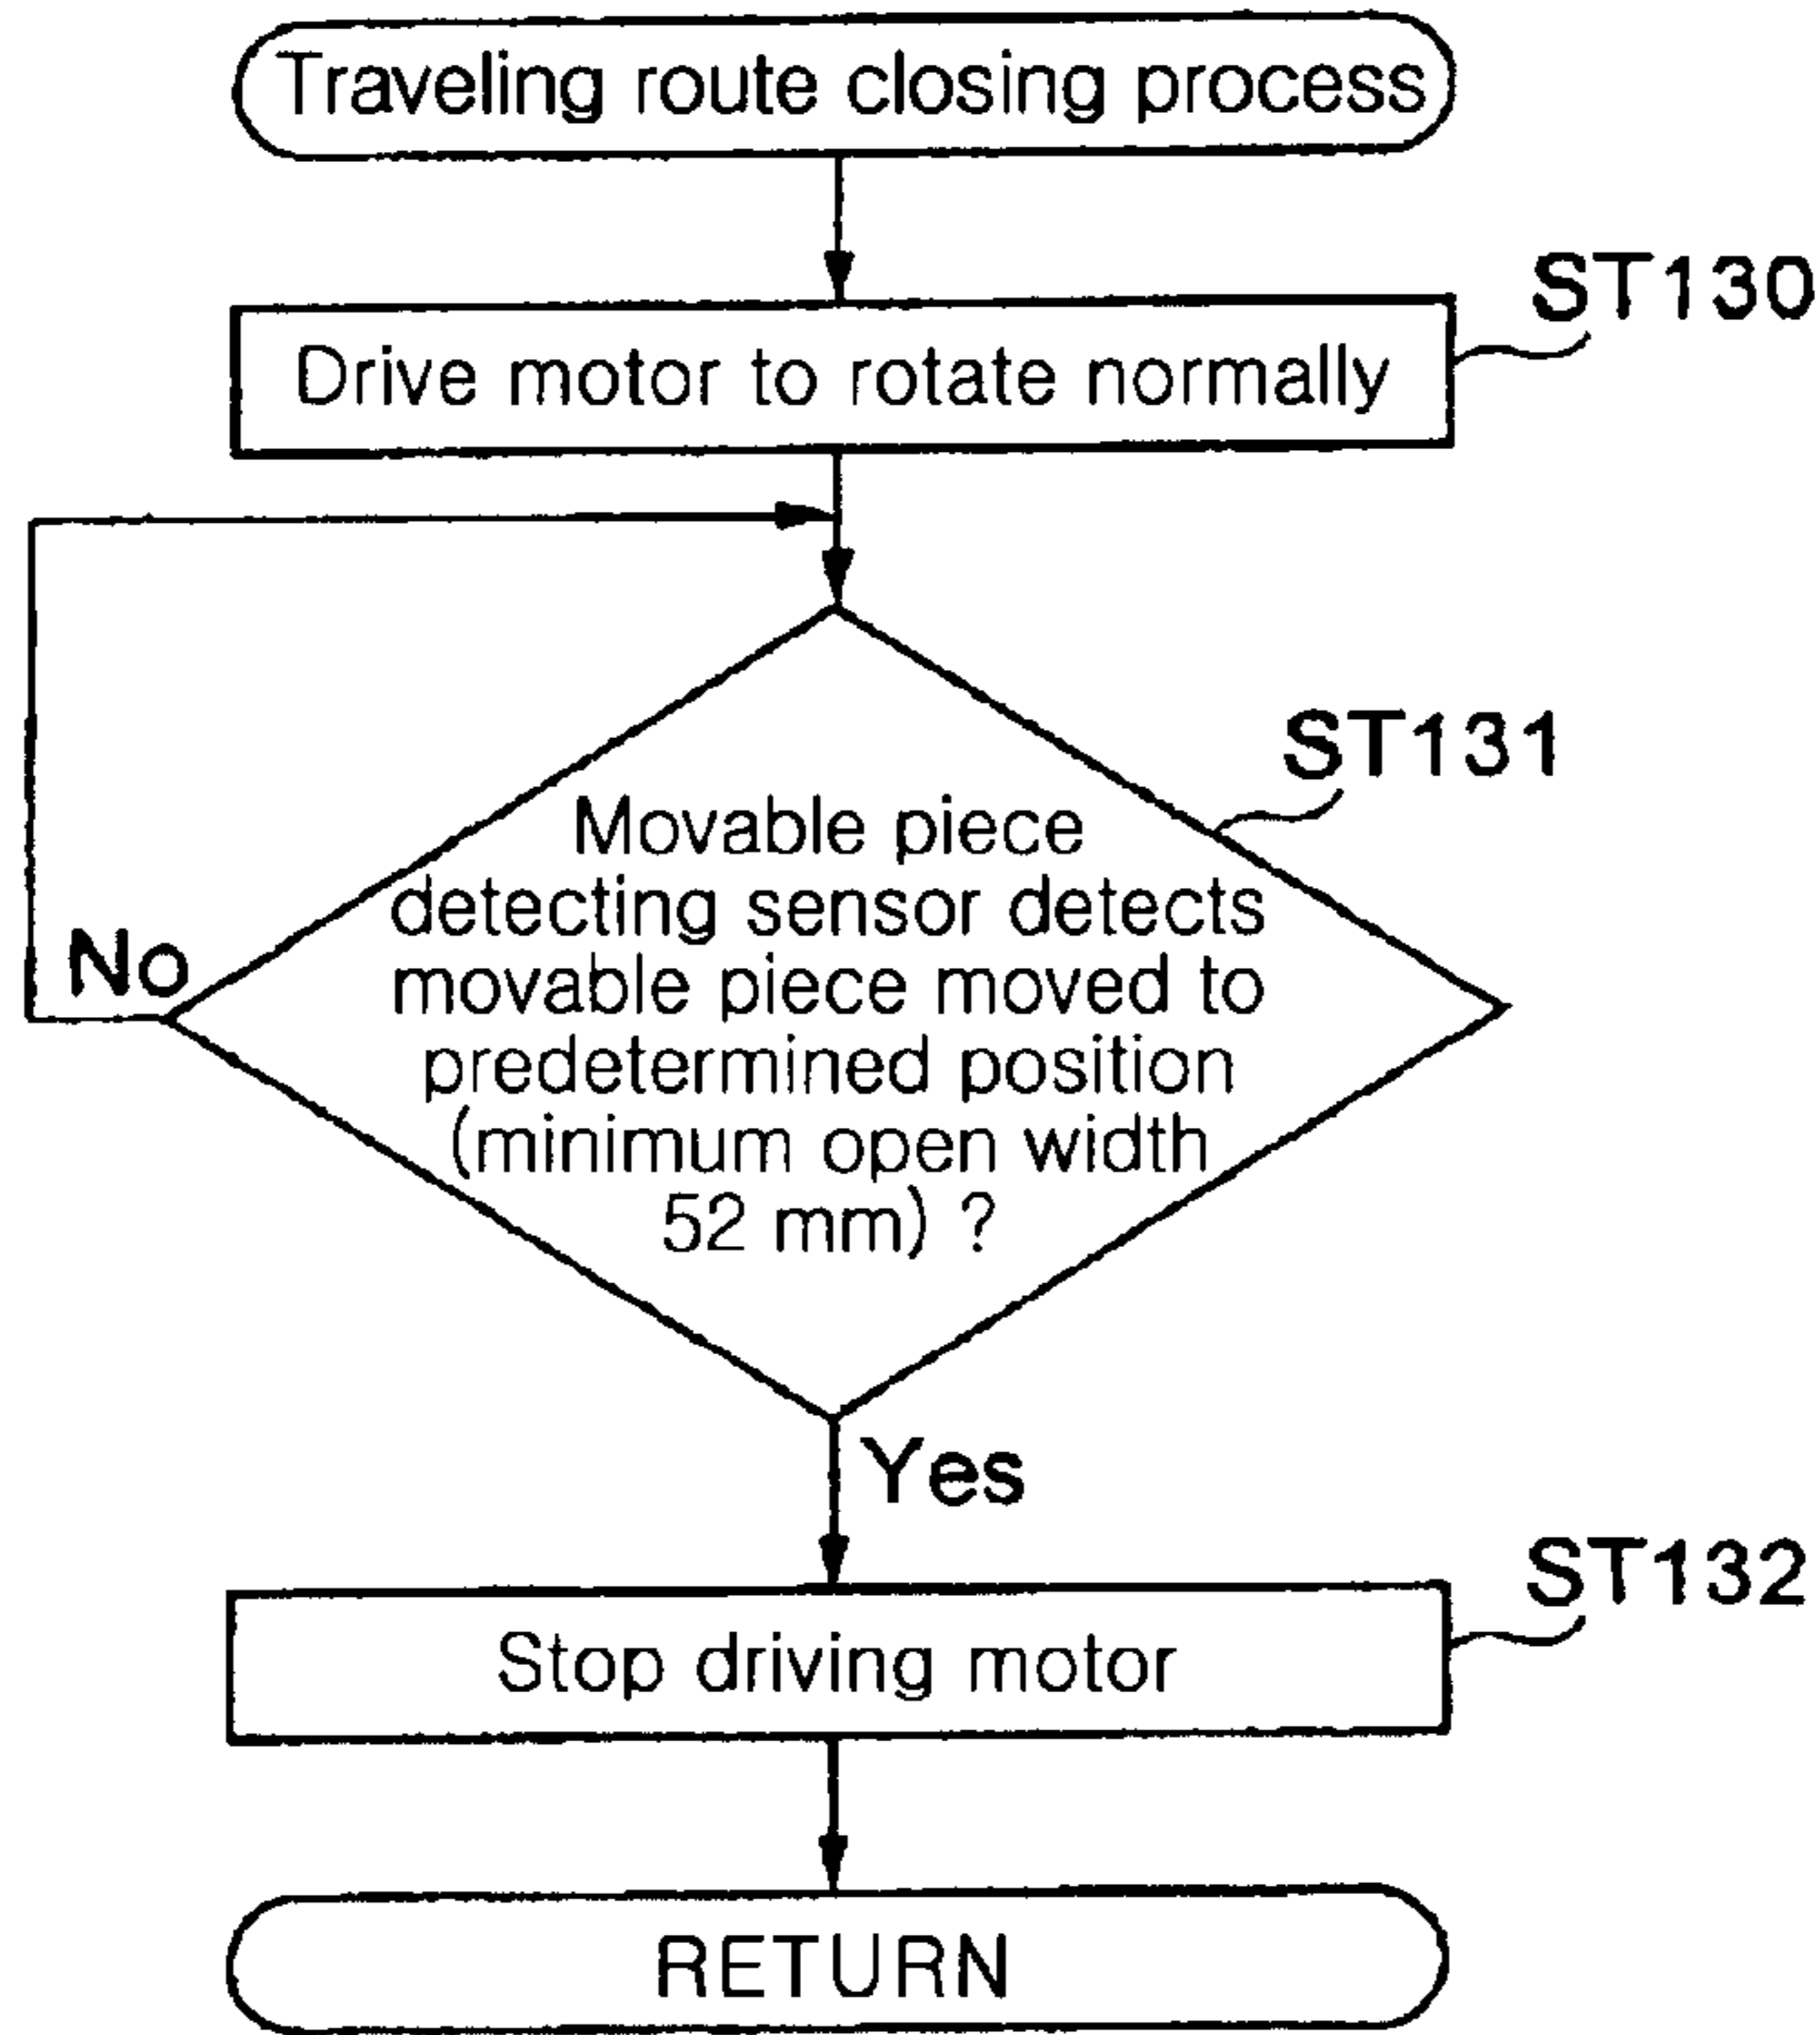 Traveling route closing process
ST130
Drive motor to rotate normally
ST131
Movable piece
detecting sensor detects
movable piece moved to
predetermined position
(minimum open width
52 mm) ?
No
Yes
ST132
Stop driving motor
RETURN